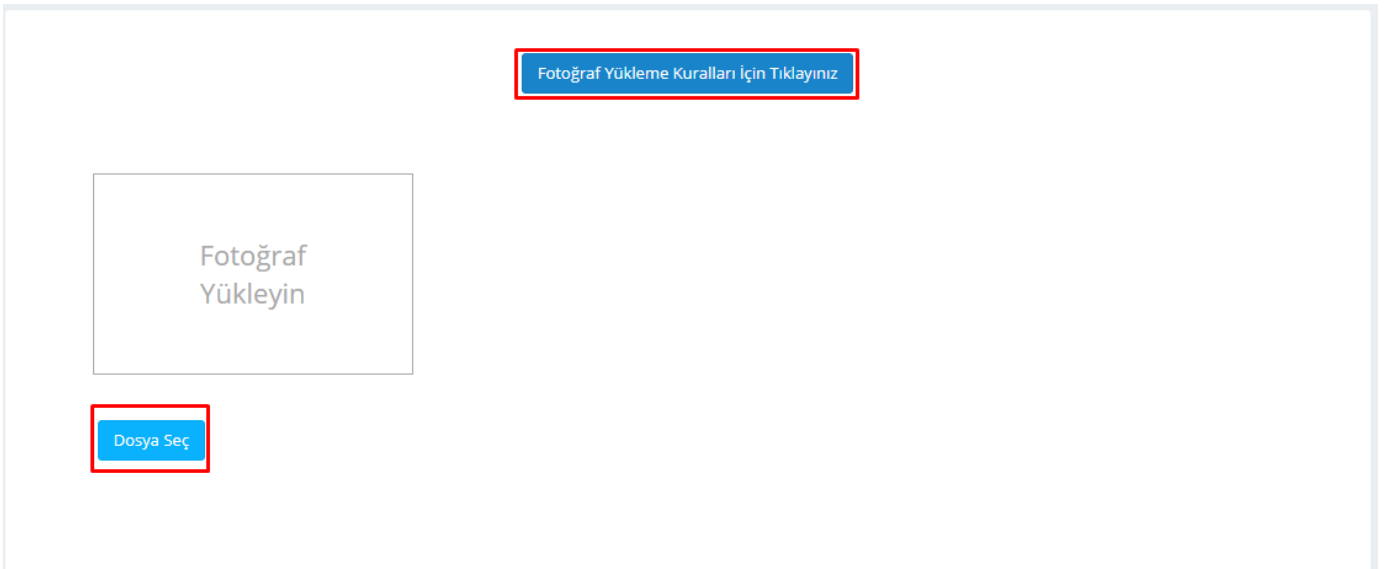 Fotoğraf Yükleme Kuralları İçin Tıklayınız
Fotoğraf
Yükleyin
Dosya Seç